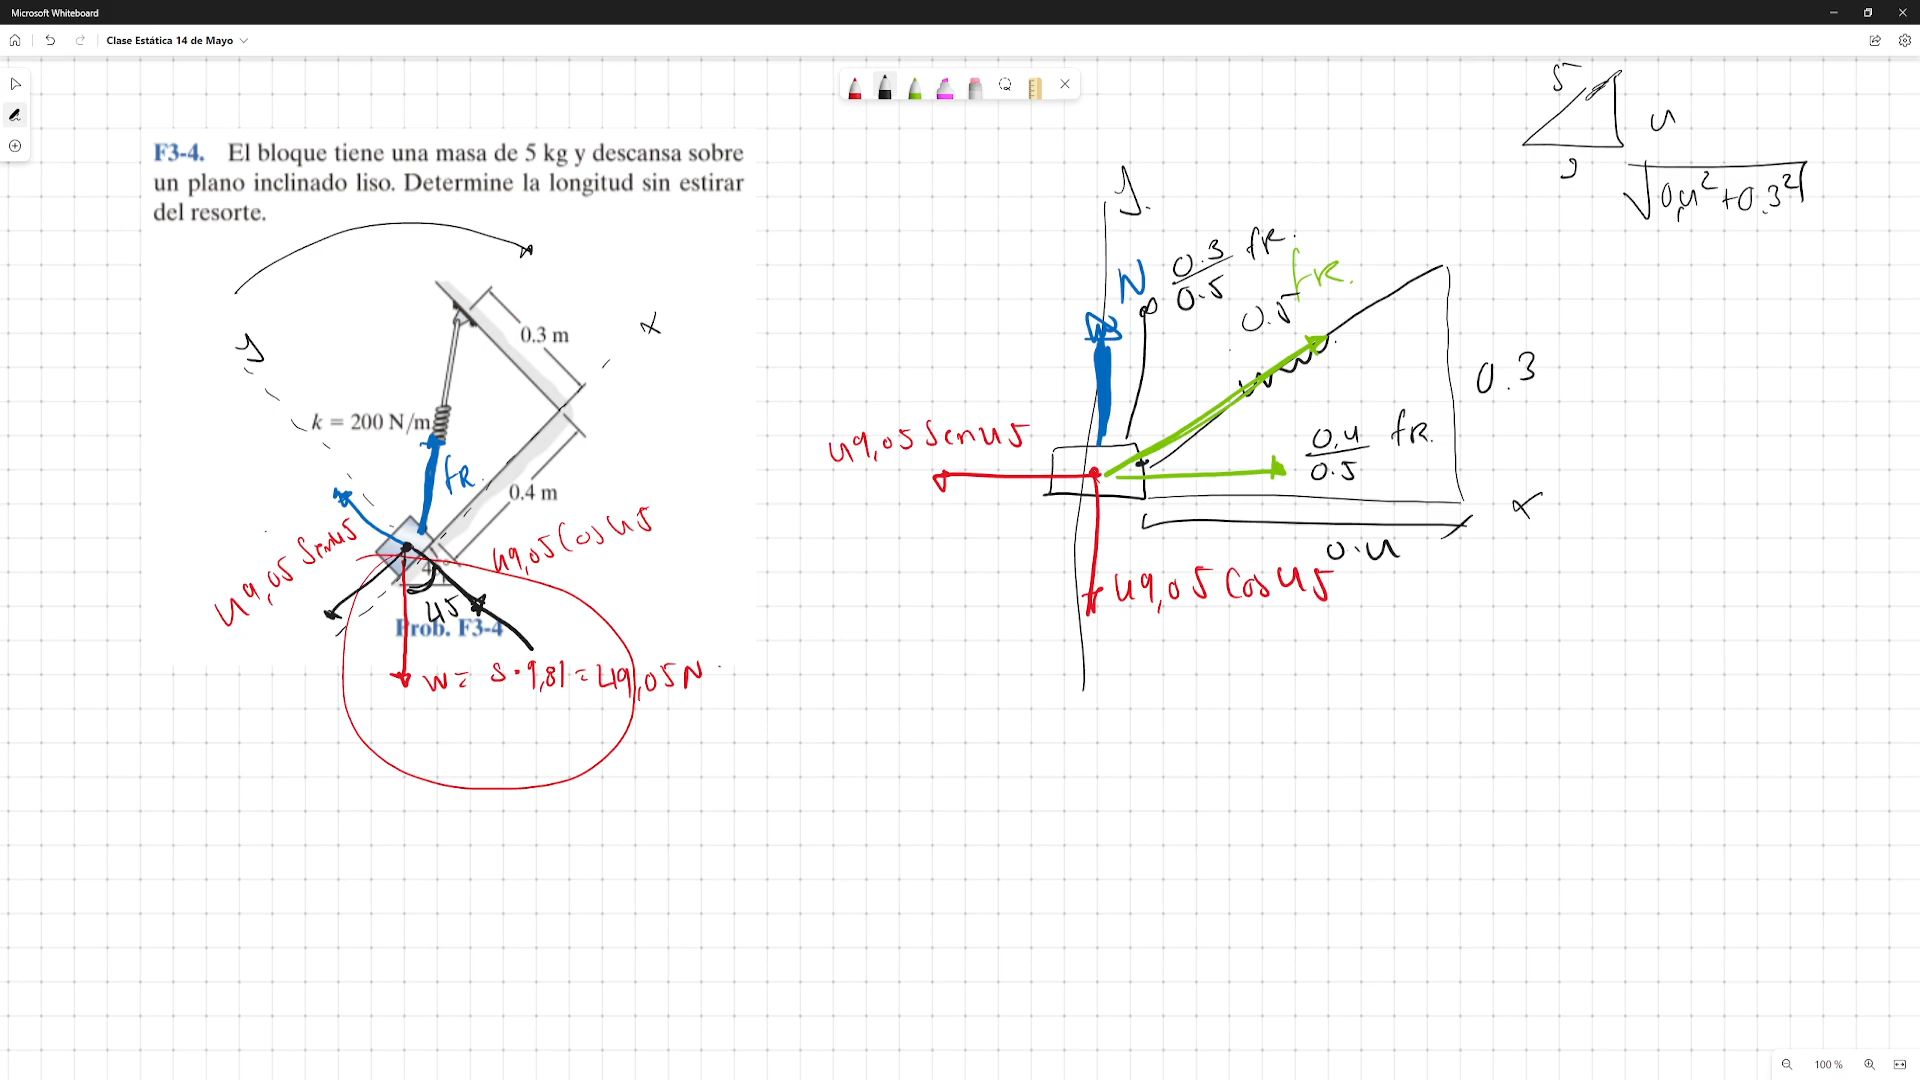 Microsoft Whiteboard
Clase Estática 14 de Mayo
F3-4. El bloque tiene una masa de 5 kg y descansa sobre
un plano inclinado liso. Determine la longitud sin estirar
del resorte.
y
x
0.3 m
k = 200 N/m
fR.
0.4 m
49,05 Sen45
49,05 Cos 45
45
Prob. F3-4
W = 5 · 9,81 = 49,05 N
y.
N
0.3
0.5
fR.
fR.
0.5
0.3
49,05 Sen45
0,4
0.5
fR.
x
0.4
49,05 Cos 45
5
4
3
√0,4²+0.3²
100 %